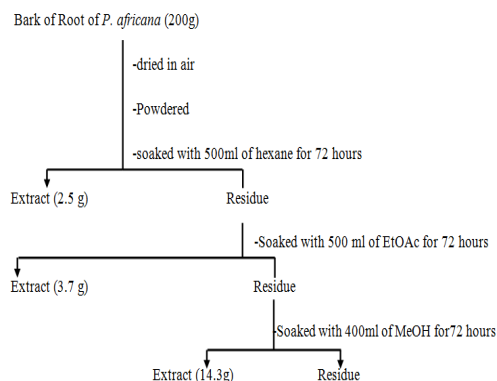 Bark of Root of P. africana (200g)
-dried in air
-Powdered
-soaked with 500ml of hexane for 72 hours
Extract (2.5 g) Residue
-Soaked with 500 ml of EtOAc for 72 hours
Extract (3.7 g) Residue
-Soaked with 400ml of MeOH for72 hours
Extract (14.3g) Residue